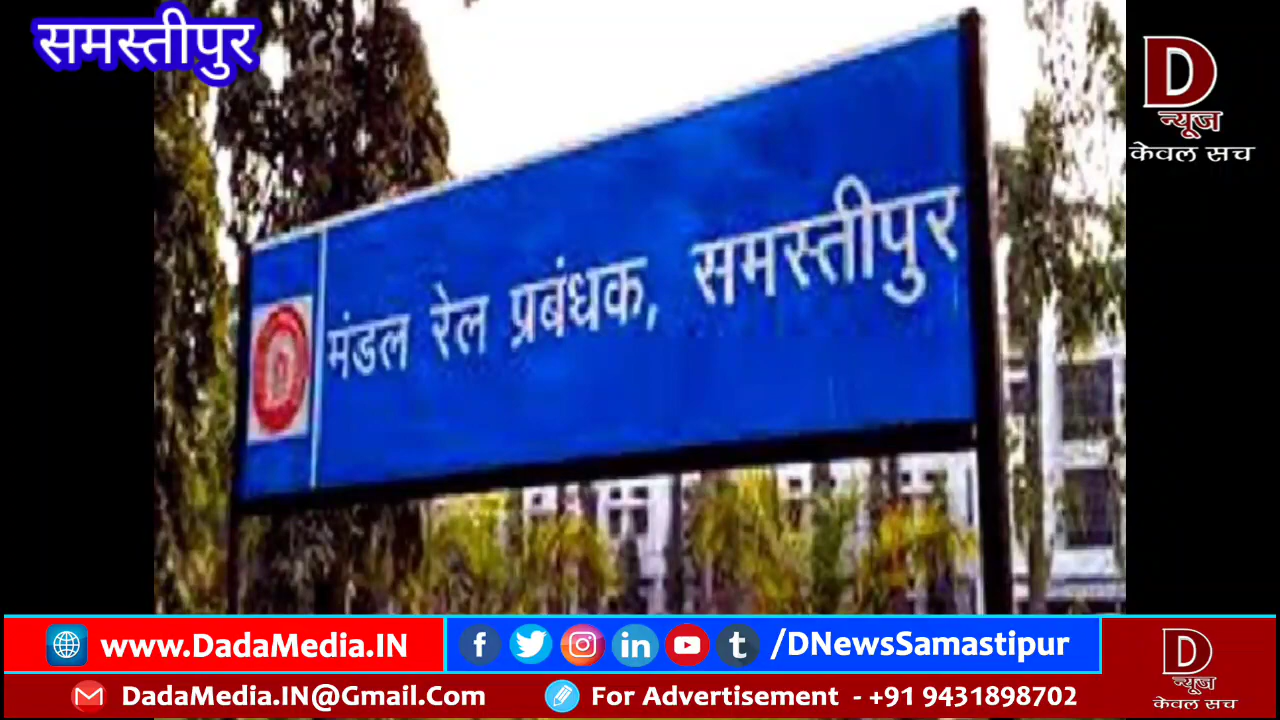 समस्तीपुर
D
न्यूज
केवल सच
मंडल रेल प्रबंधक, समस्तीपुर
www.DadaMedia.IN
/DNewsSamastipur
D
न्यूज
केवल सच
DadaMedia.IN@Gmail.Com
For Advertisement - +91 9431898702